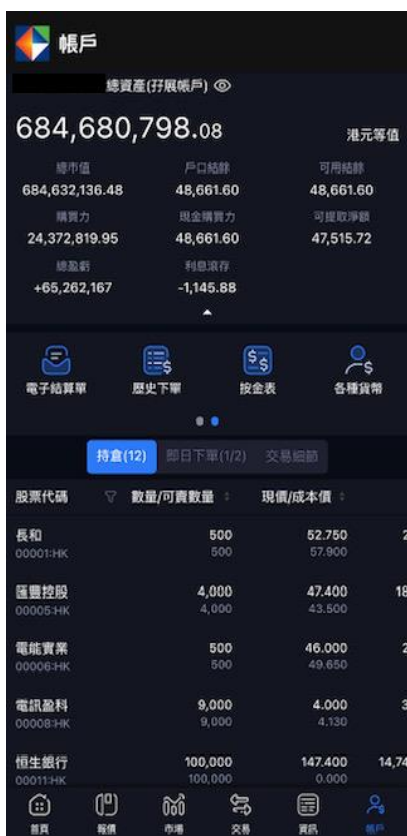 帳戶
總資產(孖展帳戶)
684,680,798.08 港元等值
總市值 戶口結餘 可用結餘
684,632,136.48 48,661.60 48,661.60
購買力 現金購買力 可提取淨額
24,372,819.95 48,661.60 47,515.72
總盈虧 利息滾存
+65,262,167 -1,145.88
電子結算單 歷史下單 按金表 各種貨幣
持倉(12) 即日下單(1/2) 交易細節
股票代碼 數量/可賣數量 現價/成本價
長和 500 52.750 2
00001:HK 500 57.900
匯豐控股 4,000 47.400 18
00005:HK 4,000 43.500
電能實業 500 46.000 2
00006:HK 500 49.650
電訊盈科 9,000 4.000 3
00008:HK 9,000 4.130
恒生銀行 100,000 147.400 14,74
00011:HK 100,000 0.000
首頁 報價 市場 交易 資訊 帳戶